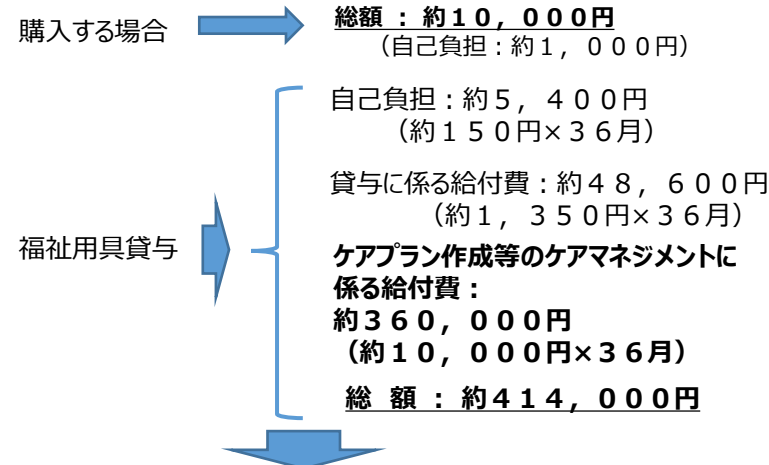 購入する場合
総額 : 約10,000円
(自己負担:約1,000円)
自己負担:約5,400円
(約150円×36月)
貸与に係る給付費:約48,600円
(約1,350円×36月)
福祉用具貸与
ケアプラン作成等のケアマネジメントに
係る給付費:
約360,000円
(約10,000円×36月)
総 額 : 約414,000円